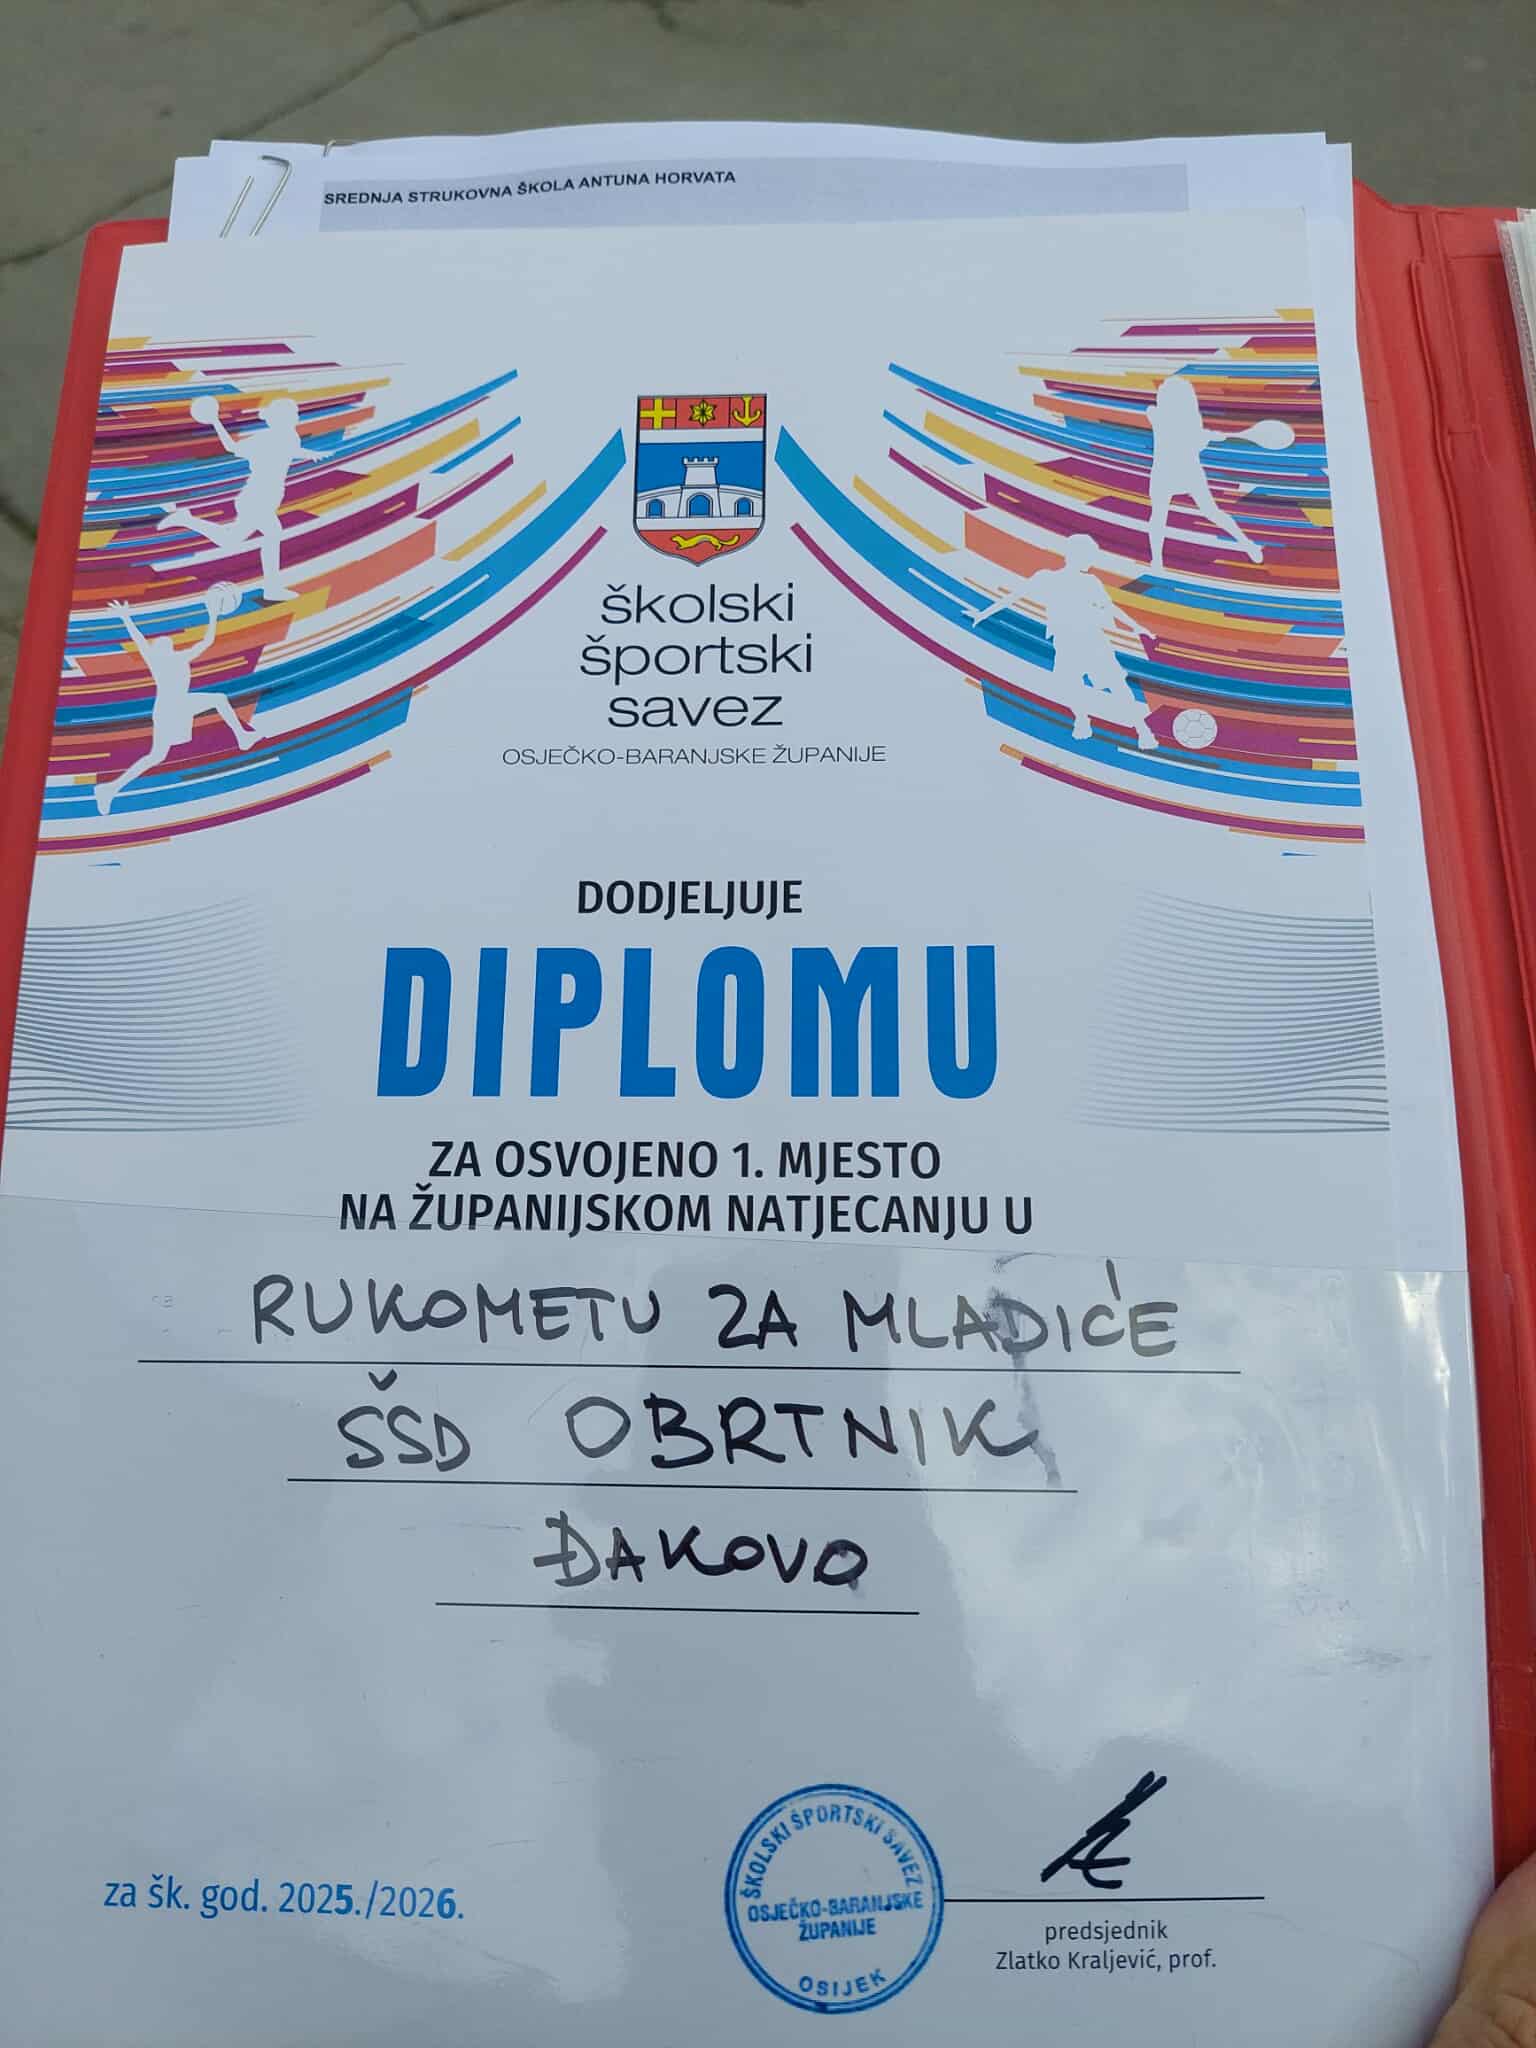 SREDNJA STRUKOVNA ŠKOLA ANTUNA HORVATA
školski
športski
savez
OSJEČKO-BARANJSKE ŽUPANIJE
DODJELJUJE
DIPLOMU
ZA OSVOJENO 1. MJESTO
NA ŽUPANIJSKOM NATJECANJU U
RUKOMETU ZA MLADIĆE
ŠSD OBRTNIK
ĐAKOVO
za šk. god. 2025./2026.
ŠKOLSKI ŠPORTSKI SAVEZ
OSJEČKO-BARANJSKE
ŽUPANIJE
OSIJEK
predsjednik
Zlatko Kraljević, prof.